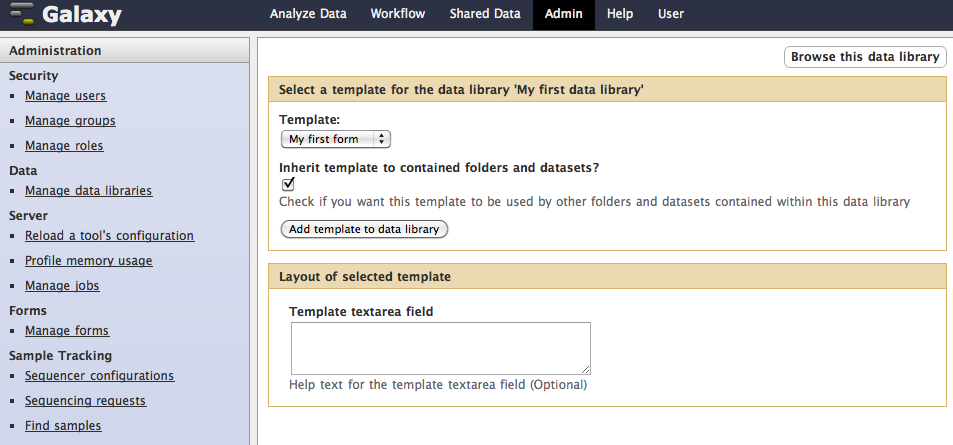 Galaxy Analyze Data Workflow Shared Data Admin Help User
Administration
Security
Manage users
Manage groups
Manage roles
Data
Manage data libraries
Server
Reload a tool's configuration
Profile memory usage
Manage jobs
Forms
Manage forms
Sample Tracking
Sequencer configurations
Sequencing requests
Find samples
Browse this data library
Select a template for the data library 'My first data library'
Template:
My first form
Inherit template to contained folders and datasets?
Check if you want this template to be used by other folders and datasets contained within this data library
Add template to data library
Layout of selected template
Template textarea field
Help text for the template textarea field (Optional)